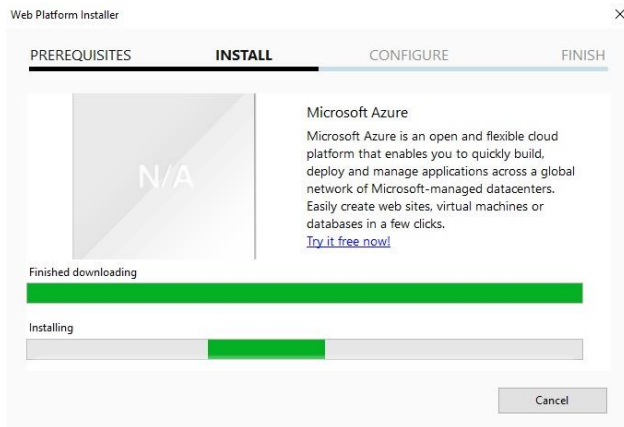 Web Platform Installer
PREREQUISITES INSTALL CONFIGURE FINISH
N/A
Microsoft Azure
Microsoft Azure is an open and flexible cloud
platform that enables you to quickly build,
deploy and manage applications across a global
network of Microsoft-managed datacenters.
Easily create web sites, virtual machines or
databases in a few clicks.
Try it free now!
Finished downloading
Installing
Cancel